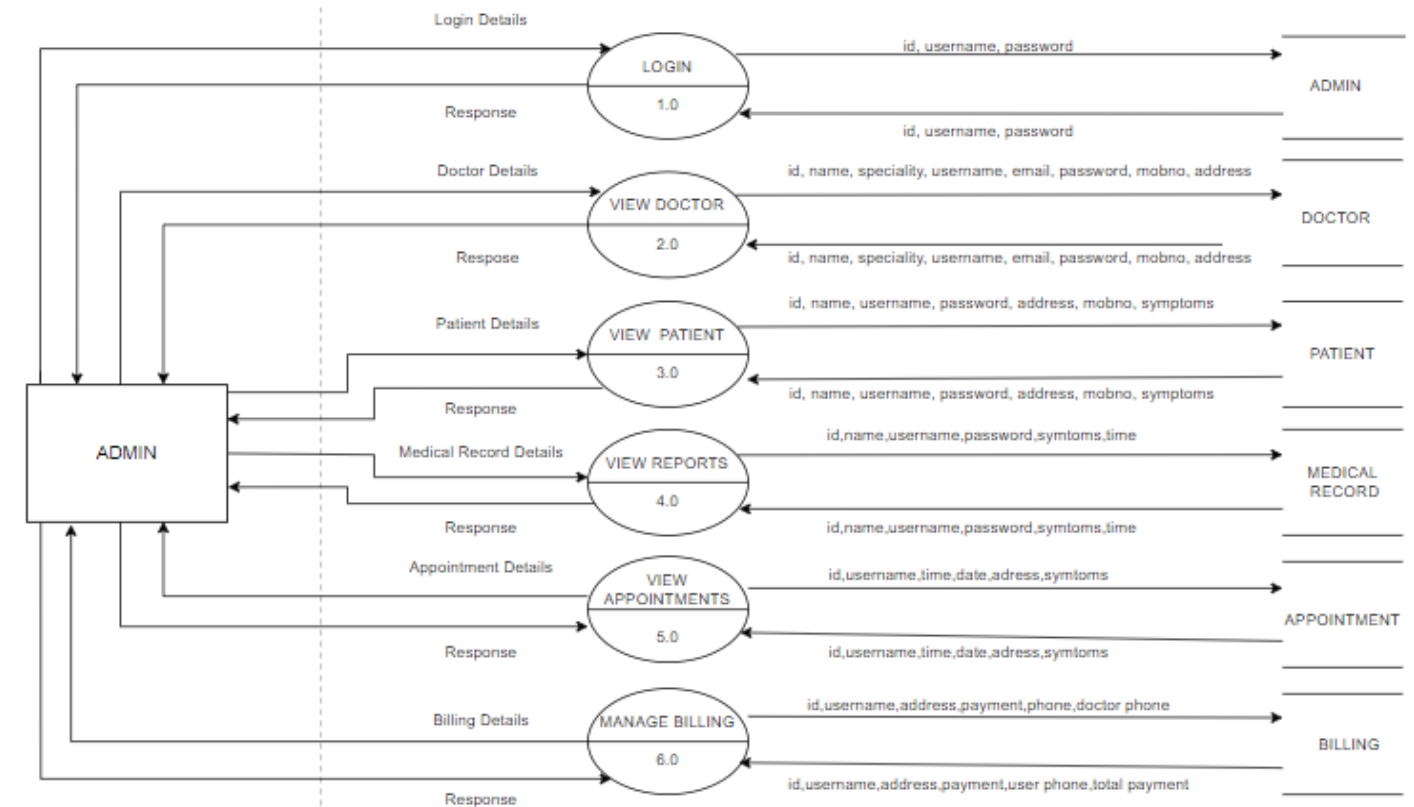 Login Details
id, username, password
LOGIN
1.0
ADMIN
Response
id, username, password
Doctor Details
id, name, speciality, username, email, password, mobno, address
VIEW DOCTOR
2.0
DOCTOR
Respose
id, name, speciality, username, email, password, mobno, address
Patient Details
id, name, username, password, address, mobno, symptoms
VIEW PATIENT
3.0
PATIENT
Response
id, name, username, password, address, mobno, symptoms
ADMIN
Medical Record Details
id,name,username,password,symtoms,time
VIEW REPORTS
4.0
MEDICAL
RECORD
Response
id,name,username,password,symtoms,time
Appointment Details
id,username,time,date,adress,symtoms
VIEW
APPOINTMENTS
5.0
APPOINTMENT
Response
id,username,time,date,adress,symtoms
Billing Details
id,username,address,payment,phone,doctor phone
MANAGE BILLING
6.0
BILLING
Response
id,username,address,payment,user phone,total payment